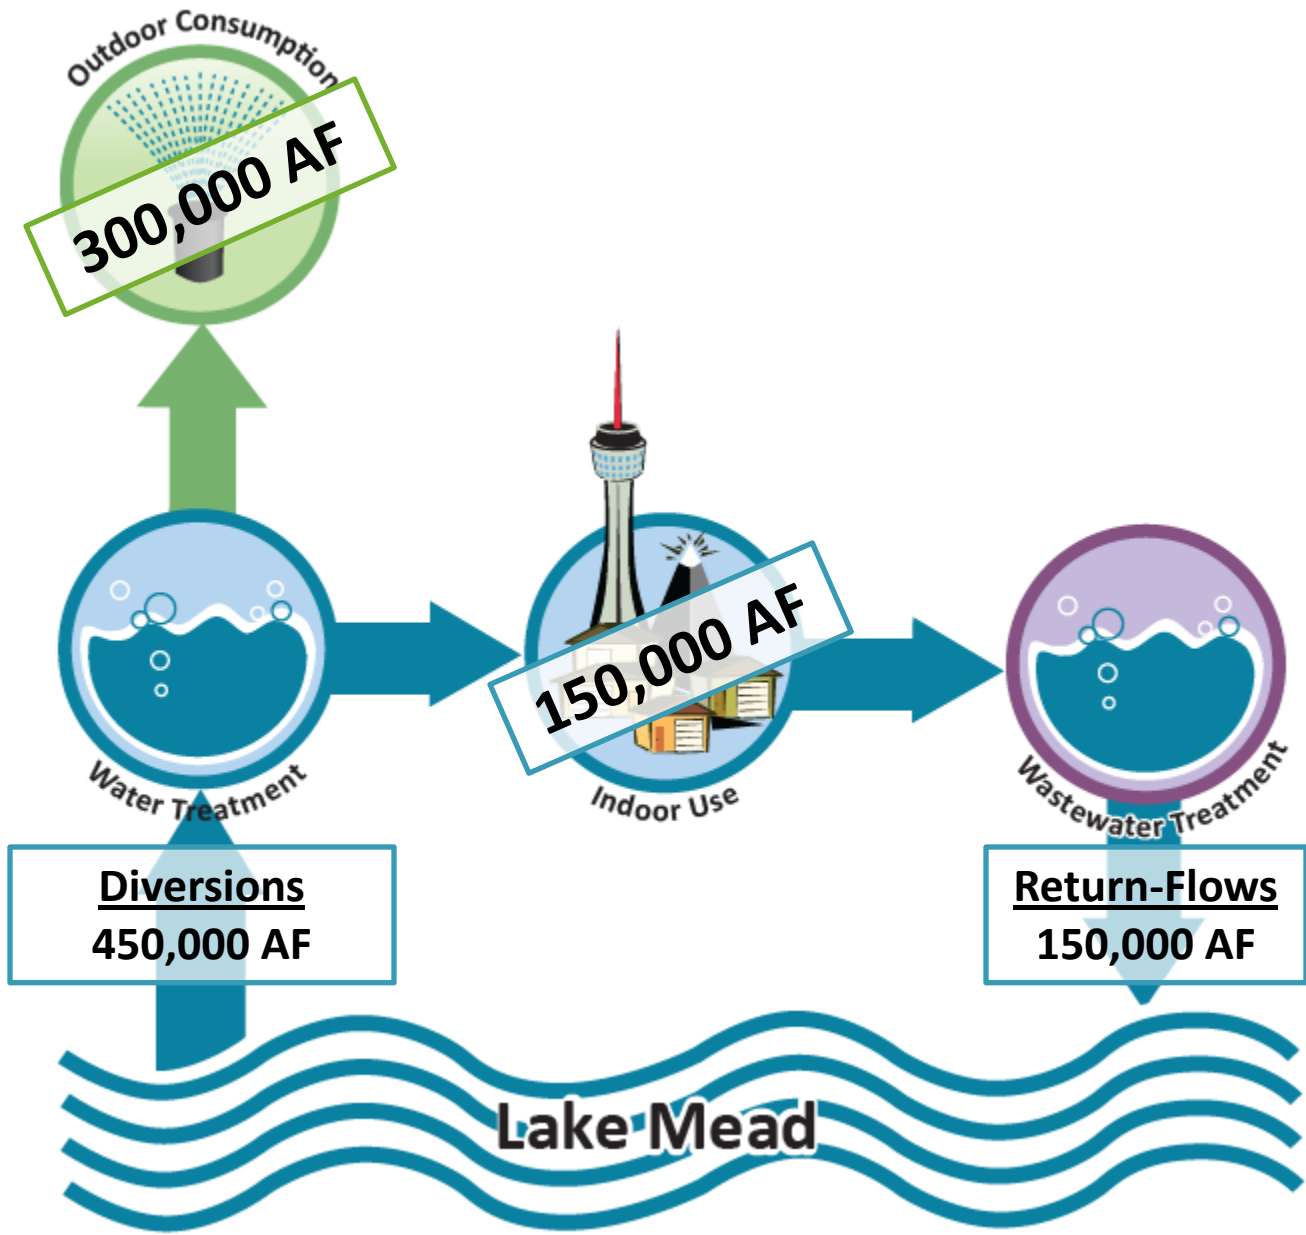 Outdoor Consumption
300,000 AF
150,000 AF
Water Treatment
Indoor Use
Wastewater Treatment
Diversions
450,000 AF
Return-Flows
150,000 AF
Lake Mead